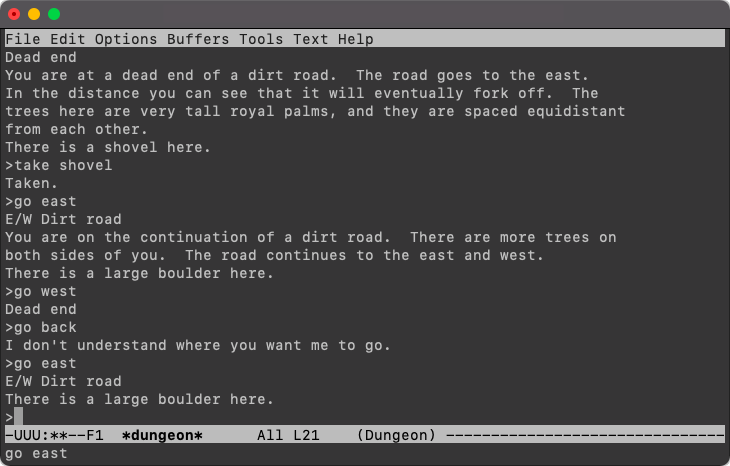 File Edit Options Buffers Tools Text Help
Dead end
You are at a dead end of a dirt road.  The road goes to the east.
In the distance you can see that it will eventually fork off.  The
trees here are very tall royal palms, and they are spaced equidistant
from each other.
There is a shovel here.
>take shovel
Taken.
>go east
E/W Dirt road
You are on the continuation of a dirt road.  There are more trees on
both sides of you.  The road continues to the east and west.
There is a large boulder here.
>go west
Dead end
>go back
I don't understand where you want me to go.
>go east
E/W Dirt road
There is a large boulder here.
>
-UUU:**--F1  *dungeon*      All L21    (Dungeon) -------------------------------
go east